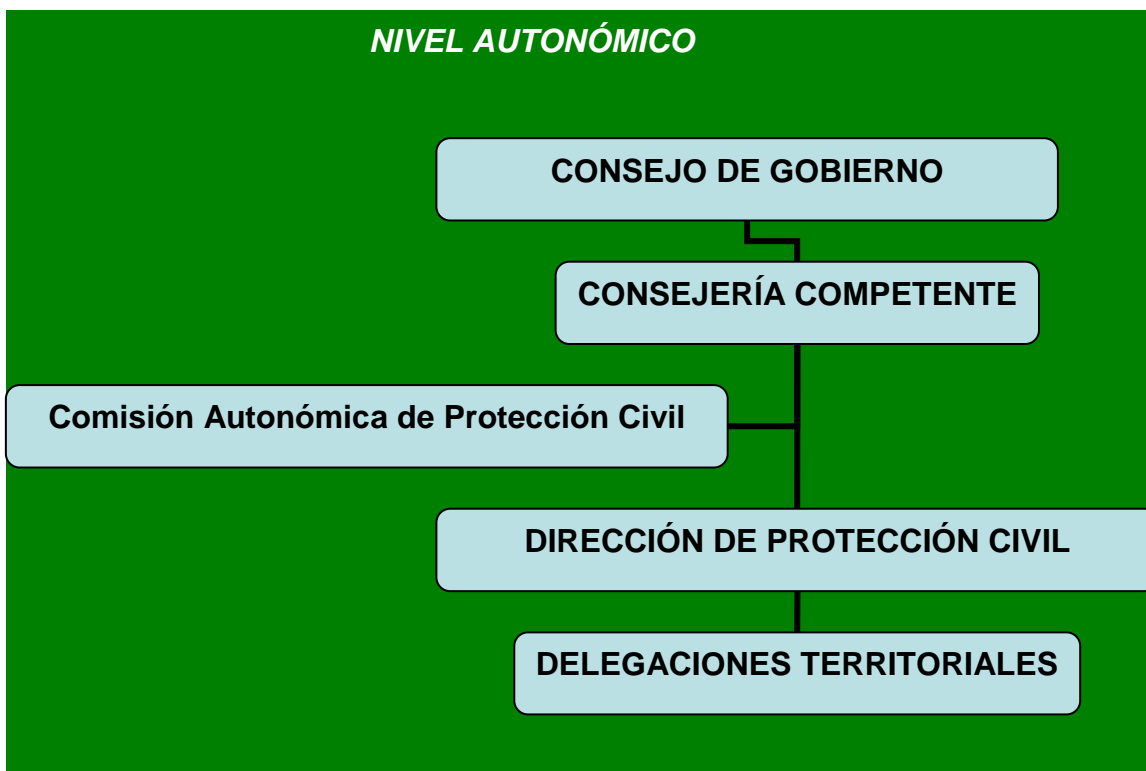 NIVEL AUTONÓMICO
CONSEJO DE GOBIERNO
CONSEJERÍA COMPETENTE
Comisión Autonómica de Protección Civil
DIRECCIÓN DE PROTECCIÓN CIVIL
DELEGACIONES TERRITORIALES